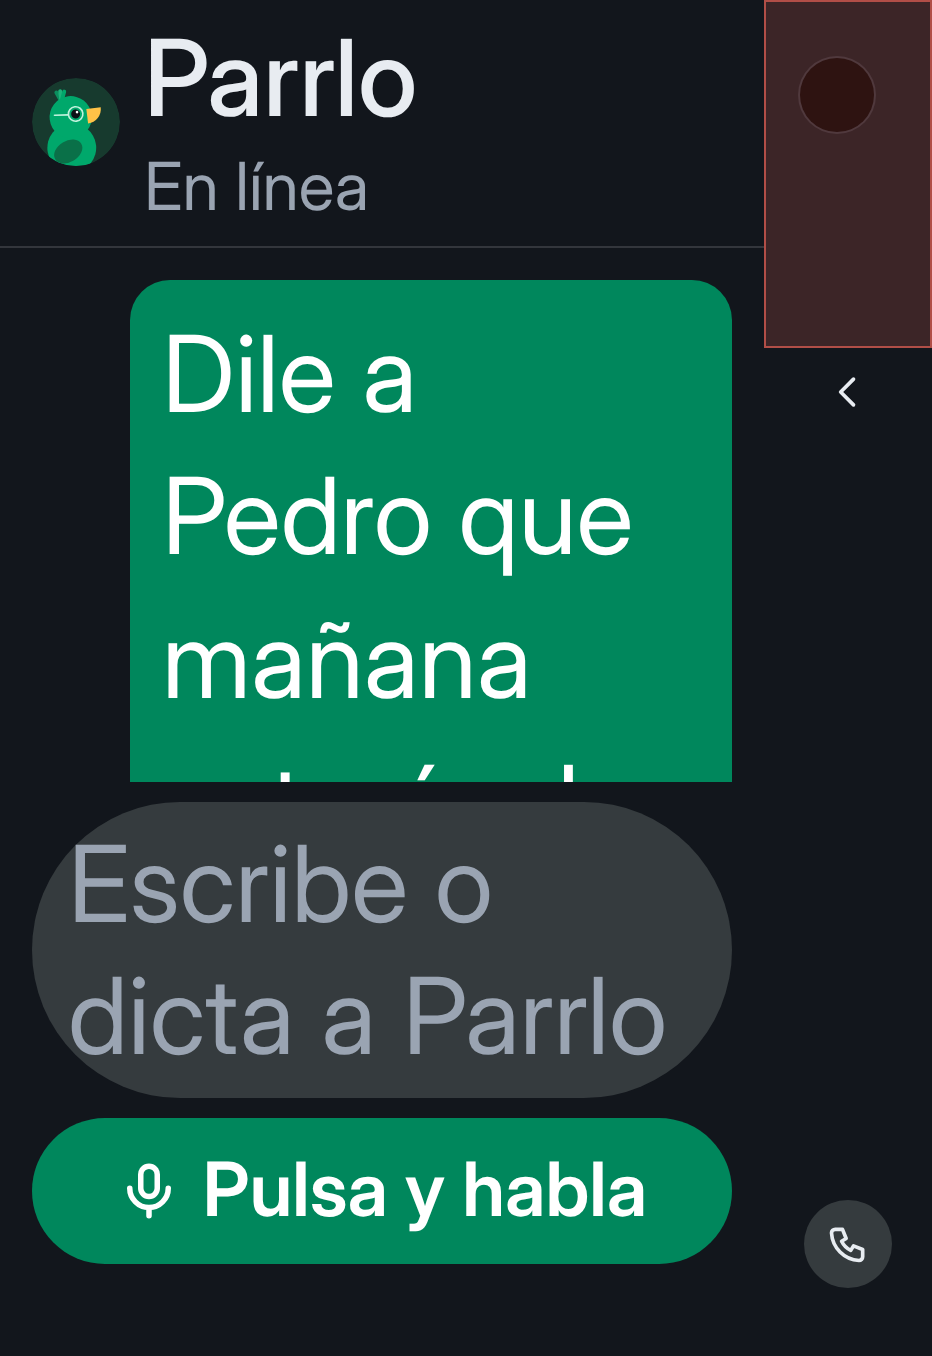 Parrlo
En línea
Dile a
Pedro que
mañana
Escribe o
dicta a Parrlo
Pulsa y habla